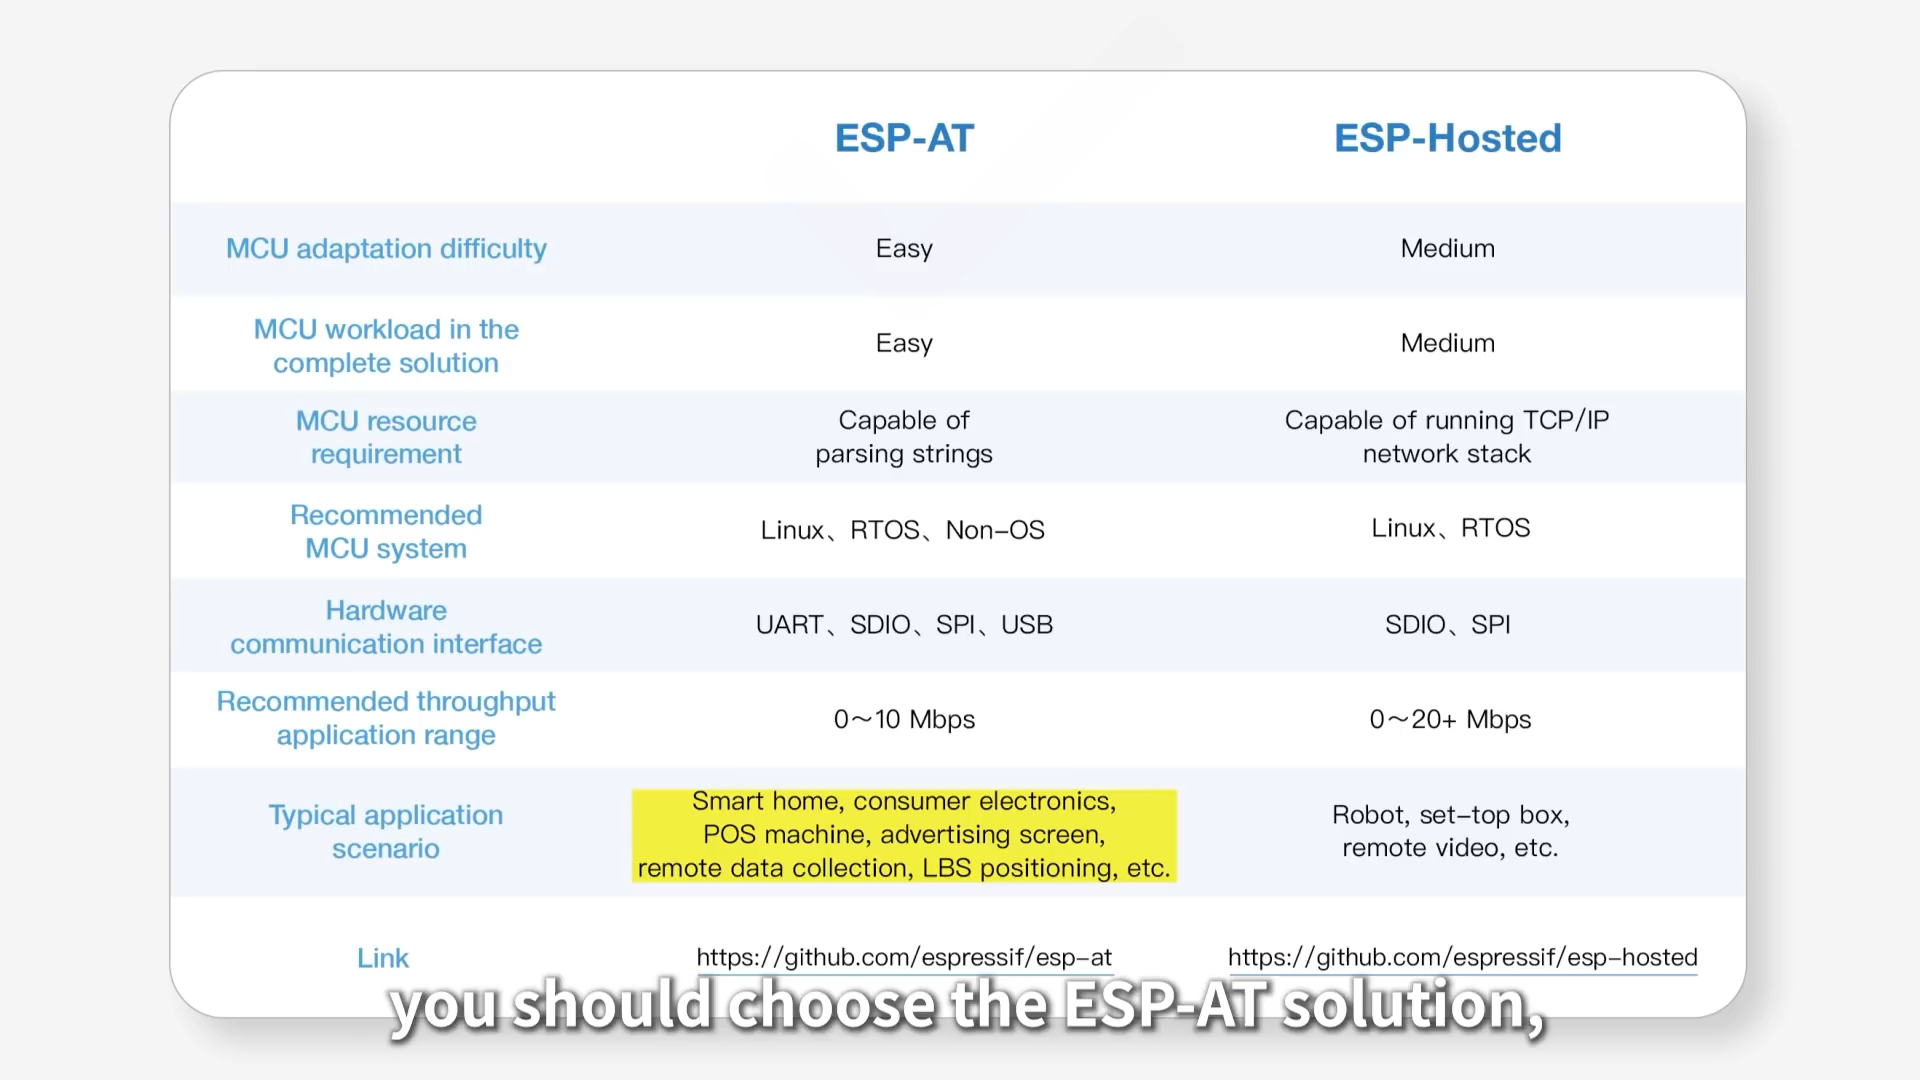 ESP-AT
ESP-Hosted
MCU adaptation difficulty
Easy
Medium
MCU workload in the
complete solution
Easy
Medium
MCU resource
requirement
Capable of
parsing strings
Capable of running TCP/IP
network stack
Recommended
MCU system
Linux、RTOS、Non-OS
Linux、RTOS
Hardware
communication interface
UART、SDIO、SPI、USB
SDIO、SPI
Recommended throughput
application range
0～10 Mbps
0～20+ Mbps
Typical application
scenario
Smart home, consumer electronics,
POS machine, advertising screen,
remote data collection, LBS positioning, etc.
Robot, set-top box,
remote video, etc.
Link
https://github.com/espressif/esp-at
https://github.com/espressif/esp-hosted
you should choose the ESP-AT solution,